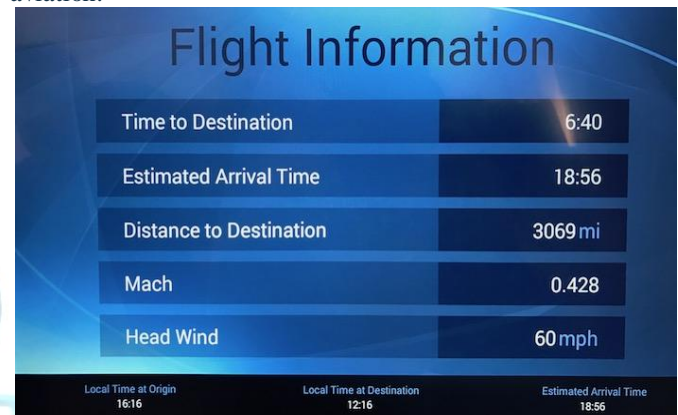 aviation.
Flight Information
Time to Destination 6:40
Estimated Arrival Time 18:56
Distance to Destination 3069 mi
Mach 0.428
Head Wind 60 mph
Local Time at Origin Local Time at Destination Estimated Arrival Time
16:16 12:16 18:56